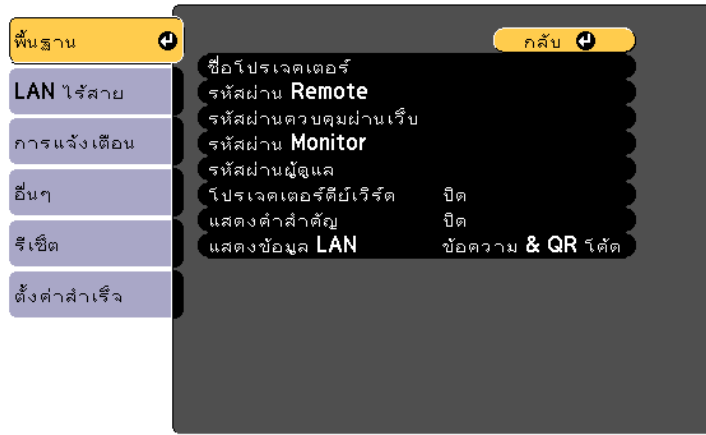 พื้นฐาน
LAN ไร้สาย
การแจ้งเตือน
อื่นๆ
รีเซ็ต
ตั้งค่าสำเร็จ
กลับ
ชื่อโปรเจคเตอร์
รหัสผ่าน Remote
รหัสผ่านควบคุมผ่านเว็บ
รหัสผ่าน Monitor
รหัสผ่านผู้ดูแล
โปรเจคเตอร์คีย์เวิร์ด ปิด
แสดงคำสำคัญ ปิด
แสดงข้อมูล LAN ข้อความ & QR โค้ด